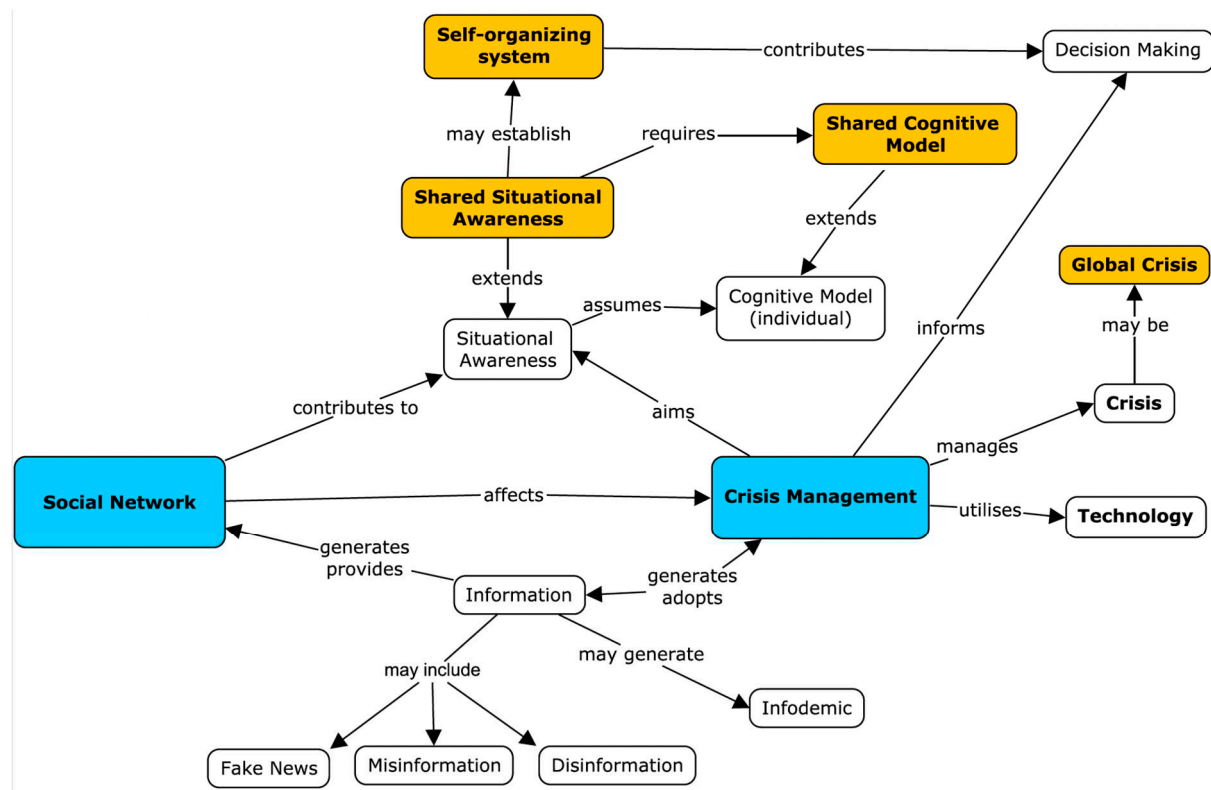 Self-organizing
system
contributes
Decision Making
may establish
requires
Shared Cognitive
Model
Shared Situational
Awareness
extends
extends
Global Crisis
assumes
Cognitive Model
(individual)
Situational
Awareness
informs
may be
contributes to
aims
Crisis
manages
Social Network
affects
Crisis Management
utilises
Technology
generates
provides
Information
generates
adopts
may include
may generate
Infodemic
Fake News
Misinformation
Disinformation